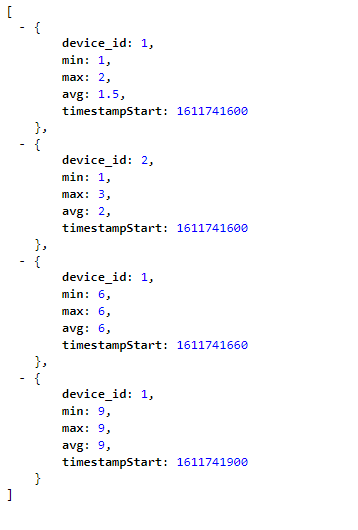 [
- {
device_id: 1,
min: 1,
max: 2,
avg: 1.5,
timestampStart: 1611741600
},
- {
device_id: 2,
min: 1,
max: 3,
avg: 2,
timestampStart: 1611741600
},
- {
device_id: 1,
min: 6,
max: 6,
avg: 6,
timestampStart: 1611741660
},
- {
device_id: 1,
min: 9,
max: 9,
avg: 9,
timestampStart: 1611741900
}
]